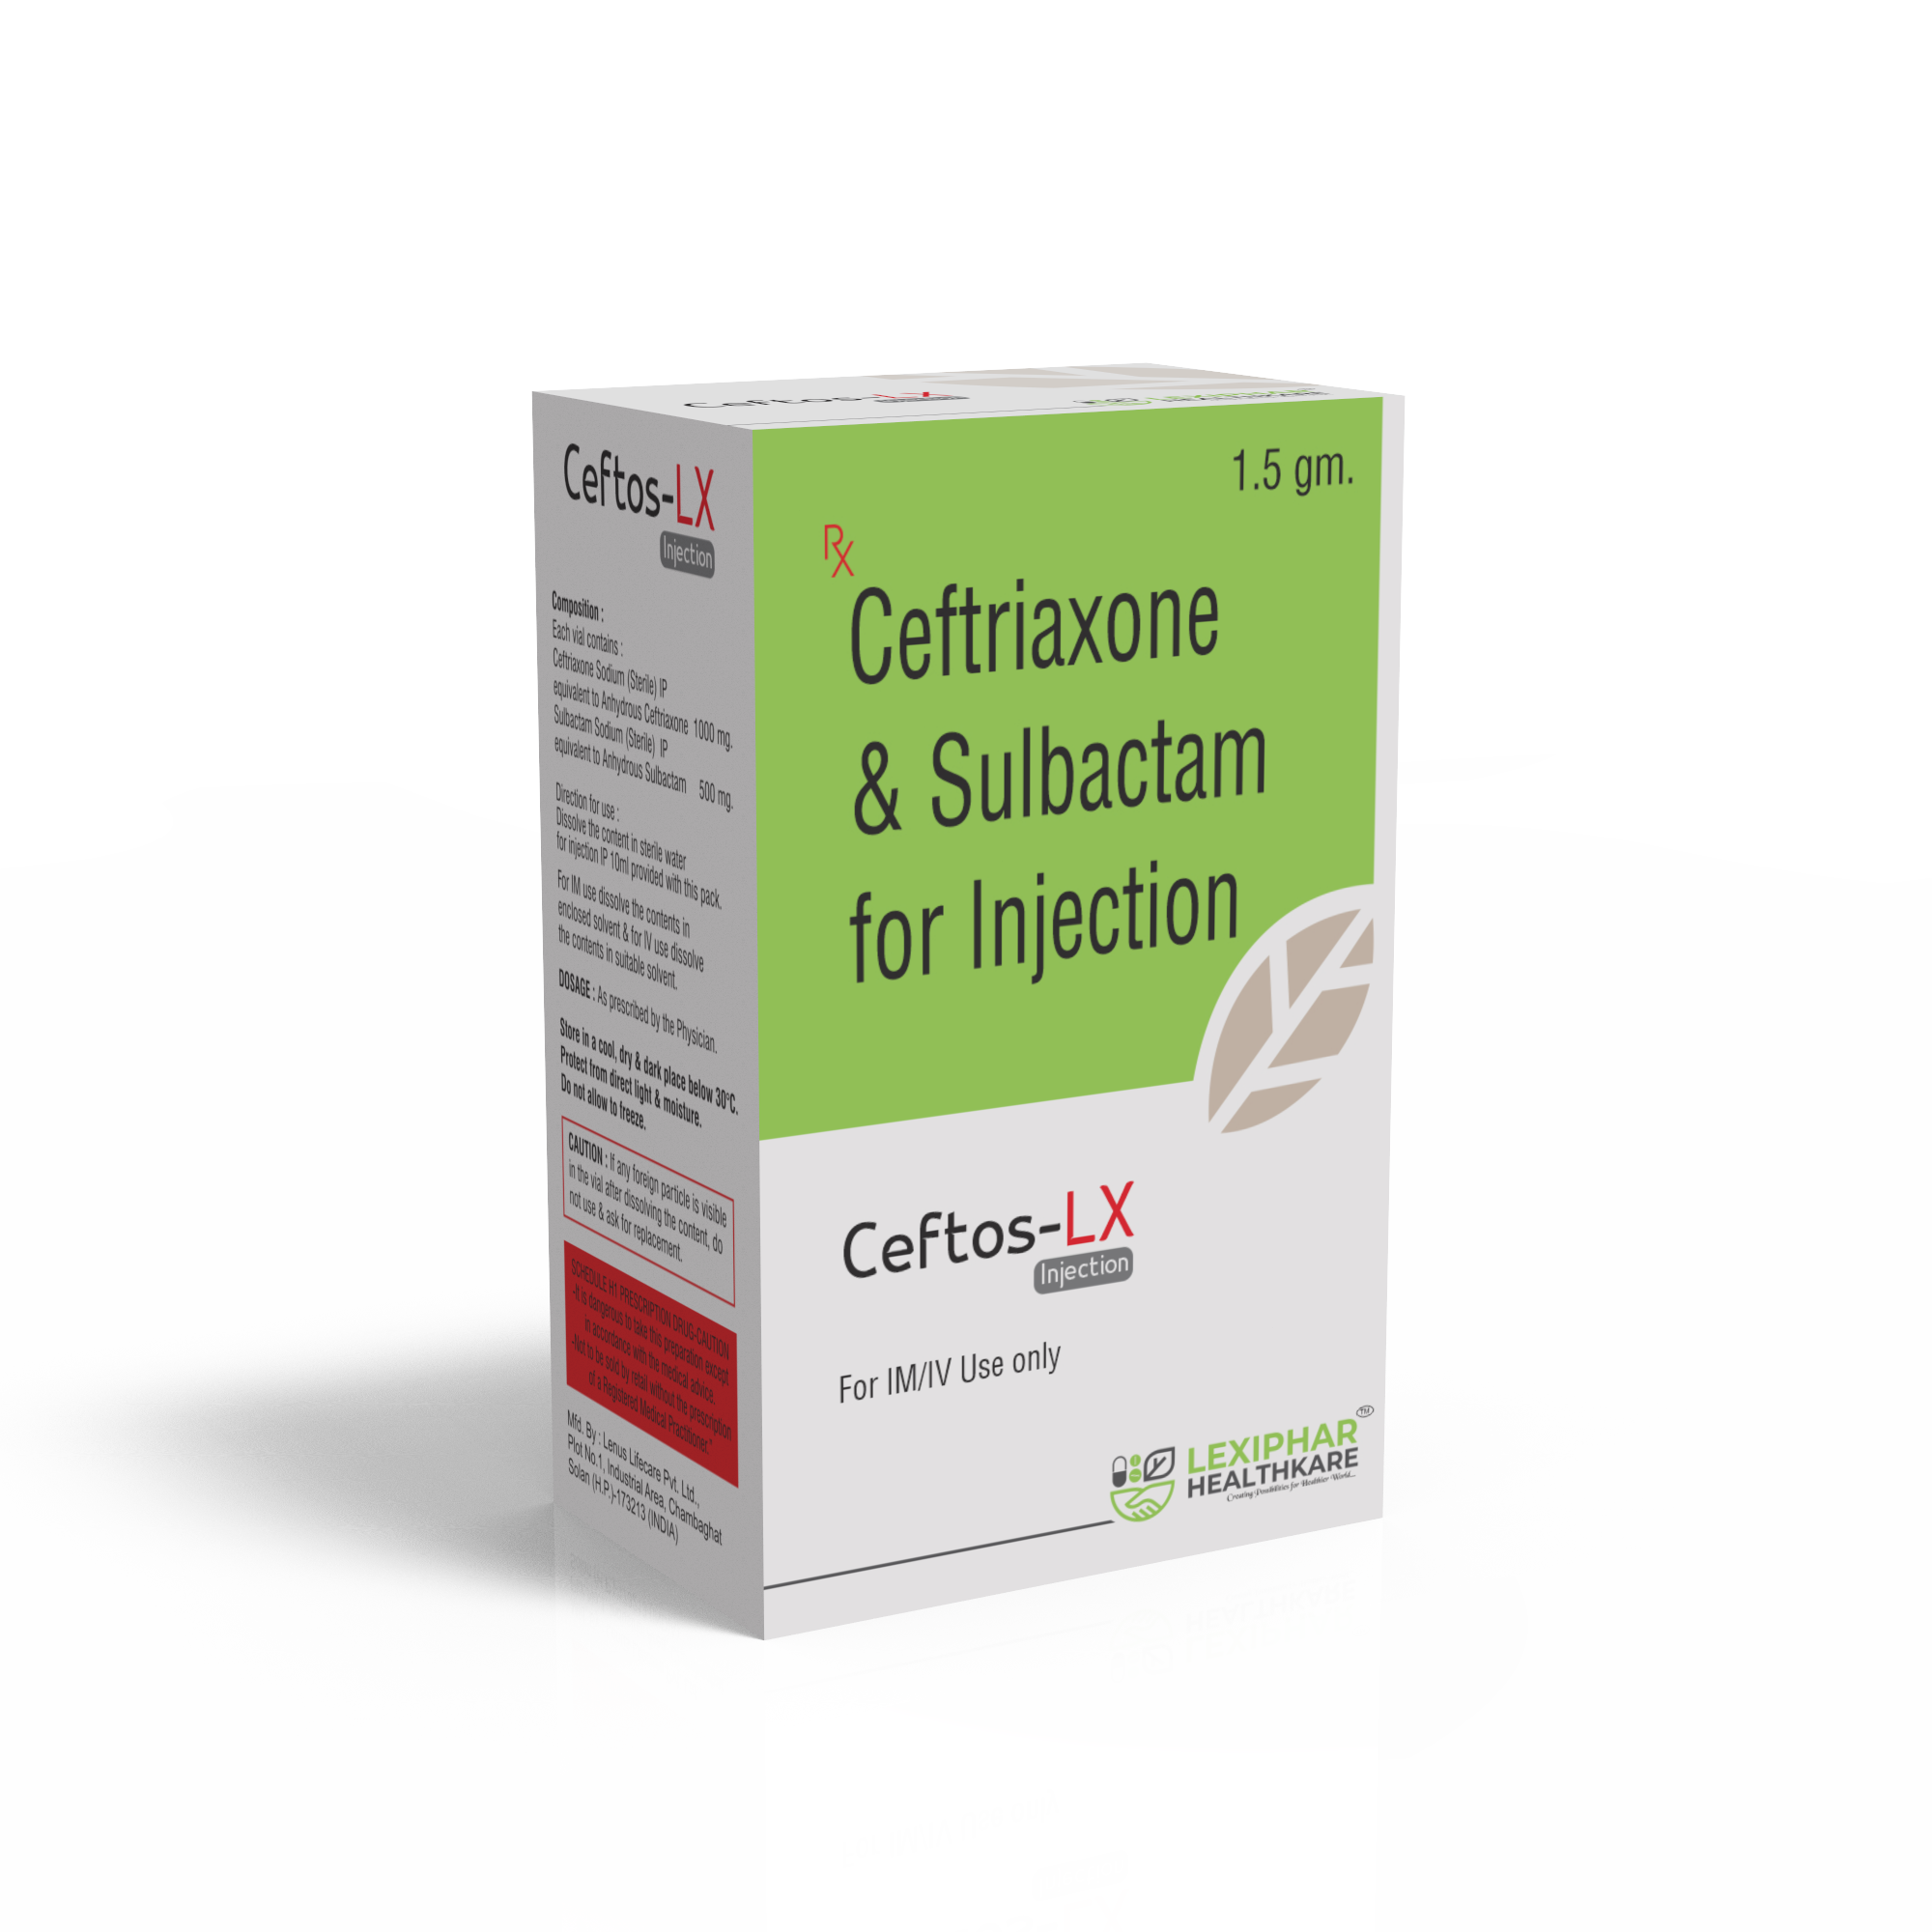 Ceftos-LX
Ceftos-LX
Injection
Composition :
Each vial contains :
Ceftriaxone Sodium (Sterile) IP
equivalent to Anhydrous Ceftriaxone 1000 mg.
Sulbactam Sodium (Sterile) IP
equivalent to Anhydrous Sulbactam 500 mg.
Direction for use :
Dissolve the content in sterile water
for injection IP 10ml provided with this pack.
For IM use dissolve the contents in
enclosed solvent & for IV use dissolve
the contents in suitable solvent.
DOSAGE : As prescribed by the Physician.
Store in a cool, dry & dark place below 30°C.
Protect from direct light & moisture.
Do not allow to freeze.
CAUTION : If any foreign particle is visible
in the vial after dissolving the content, do
not use & ask for replacement.
SCHEDULE H1 PRESCRIPTION DRUG-CAUTION
-It is dangerous to take this preparation except
in accordance with the medical advice.
-Not to be sold by retail without the prescription
of a Registered Medical Practitioner."
Mfd. By : Lenus Lifecare Pvt. Ltd.,
Plot No.1, Industrial Area, Chambaghat
Solan (H.P.)-173213 (INDIA)
1.5 gm.
Rx
Ceftriaxone
& Sulbactam
for Injection
Ceftos-LX
Injection
For IM/IV Use only
LEXIPHAR TM
HEALTHKARE
Creating Possibilities for Healthier World...